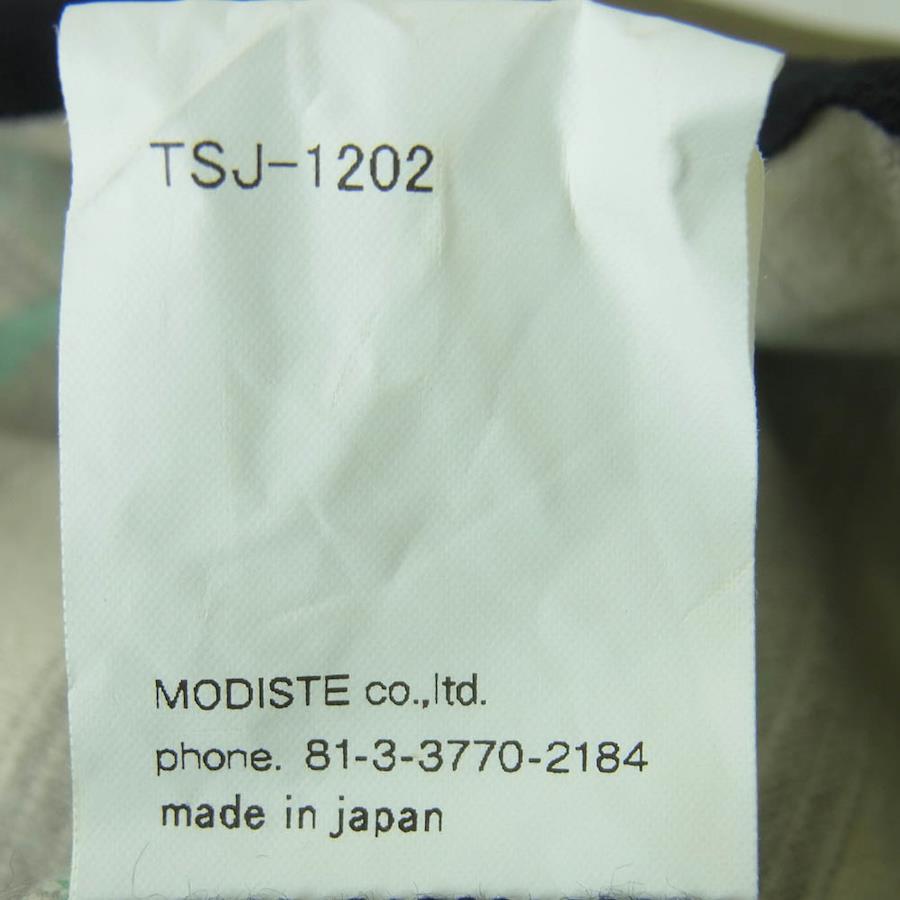 TSJ-1202
MODISTE co.,ltd.
phone. 81-3-3770-2184
made in japan